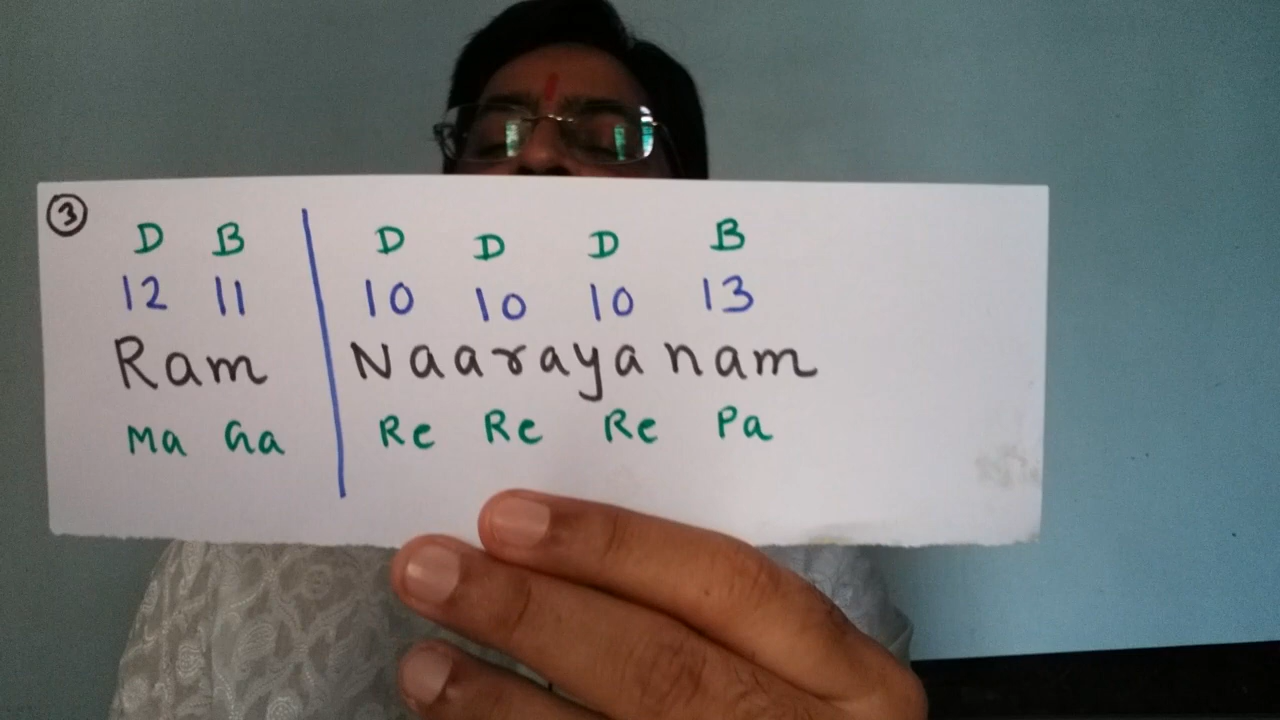 ③
D B | D D D B
12 11 | 10 10 10 13
Ram | Naarayanam
Ma Ga | Re Re Re Pa